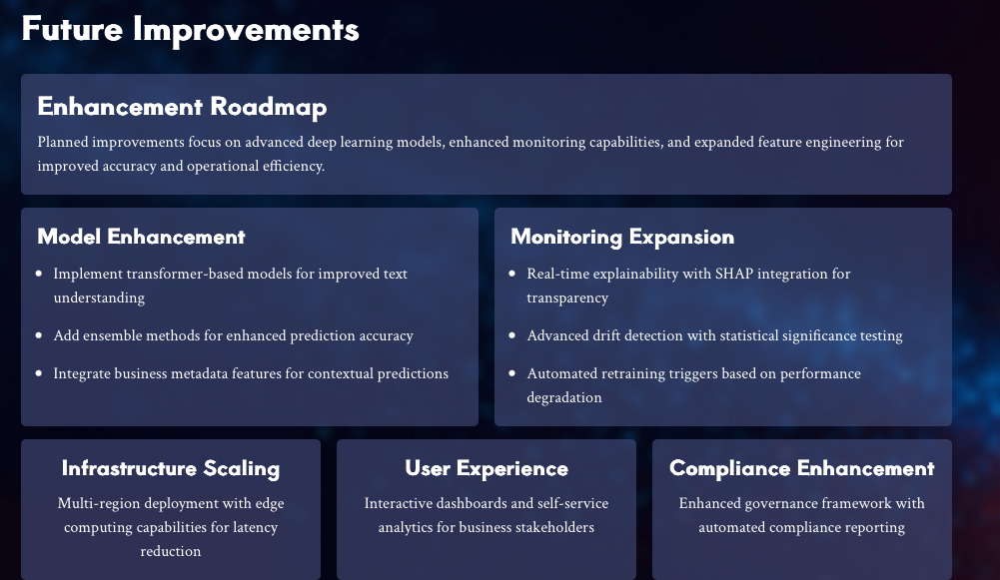 Future Improvements
Enhancement Roadmap
Planned improvements focus on advanced deep learning models, enhanced monitoring capabilities, and expanded feature engineering for
improved accuracy and operational efficiency.
Model Enhancement
Implement transformer-based models for improved text
understanding
Add ensemble methods for enhanced prediction accuracy
Integrate business metadata features for contextual predictions
Monitoring Expansion
Real-time explainability with SHAP integration for
transparency
Advanced drift detection with statistical significance testing
Automated retraining triggers based on performance
degradation
Infrastructure Scaling
Multi-region deployment with edge
computing capabilities for latency
reduction
User Experience
Interactive dashboards and self-service
analytics for business stakeholders
Compliance Enhancement
Enhanced governance framework with
automated compliance reporting